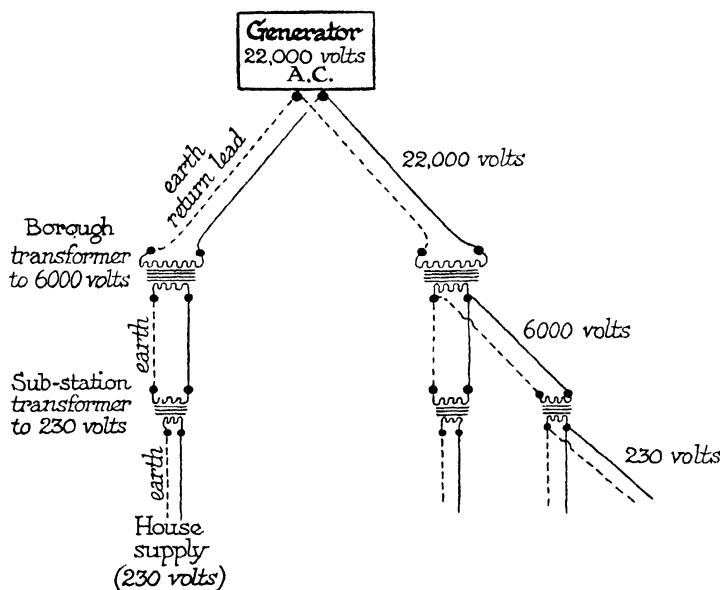 Generator
22,000 volts
A.C.
earth
return lead
22,000 volts
Borough
transformer
to 6000 volts
earth
6000 volts
Sub-station
transformer
to 230 volts
earth
230 volts
House
supply
(230 volts)